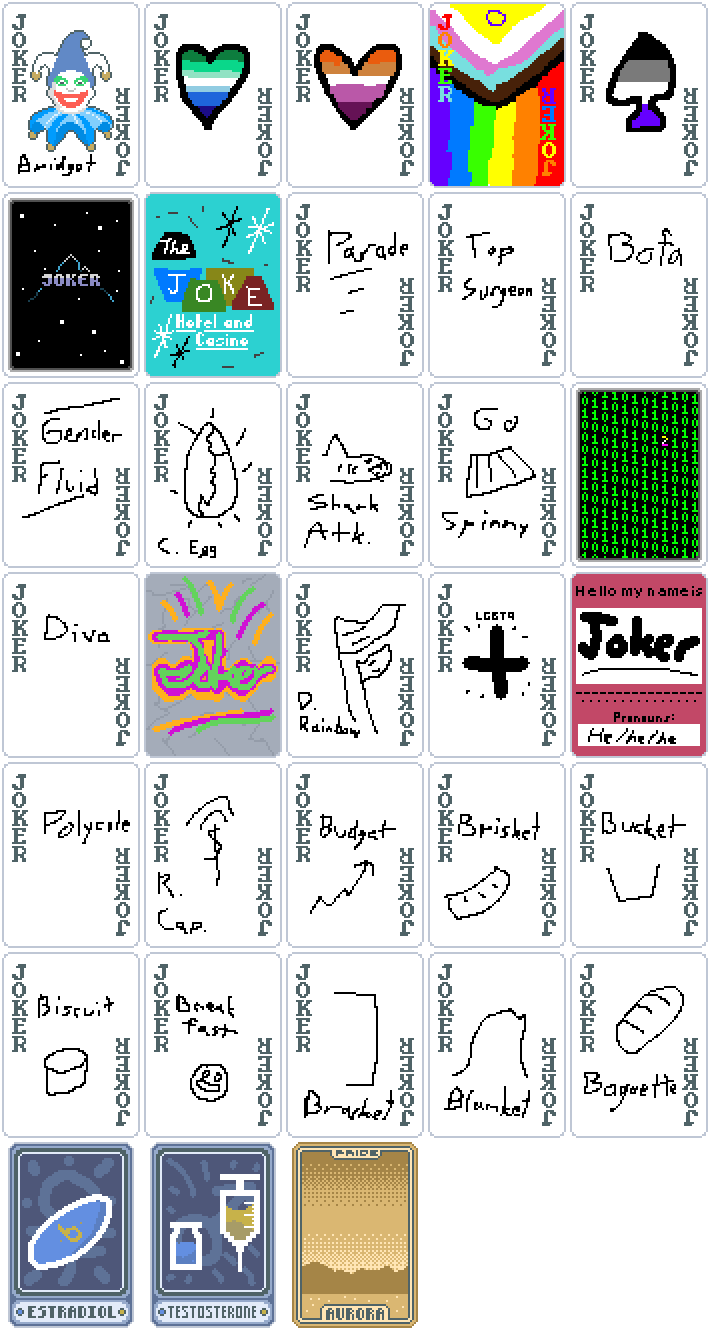 JOKER
Bridget
JOKER
JOKER
JOKER
JOKER
JOKER
JOKER
JOKER
JOKER
JOKER
JOKER
The
JOKE
Hotel and
Casino
JOKER
Parade
JOKER
JOKER
Top
Surgeon
JOKER
JOKER
Bofa
JOKER
JOKER
Gender
Fluid
JOKER
JOKER
C. Egg
JOKER
JOKER
Shark
Atk.
JOKER
JOKER
Go
Spinny
JOKER
JOKER
Diva
JOKER
Joker
JOKER
D.
Rainbow
JOKER
JOKER
LGBTQ
JOKER
Hello my name is
Joker
Pronouns:
He/he/he
JOKER
Polycule
JOKER
JOKER
R.
Cap.
JOKER
JOKER
Budget
JOKER
JOKER
Brisket
JOKER
JOKER
Bucket
JOKER
JOKER
Biscuit
JOKER
JOKER
Break
fast
JOKER
JOKER
Bracket
JOKER
JOKER
Blanket
JOKER
JOKER
Baguette
JOKER
ESTRADIOL
TESTOSTERONE
PRIDE
AURORA